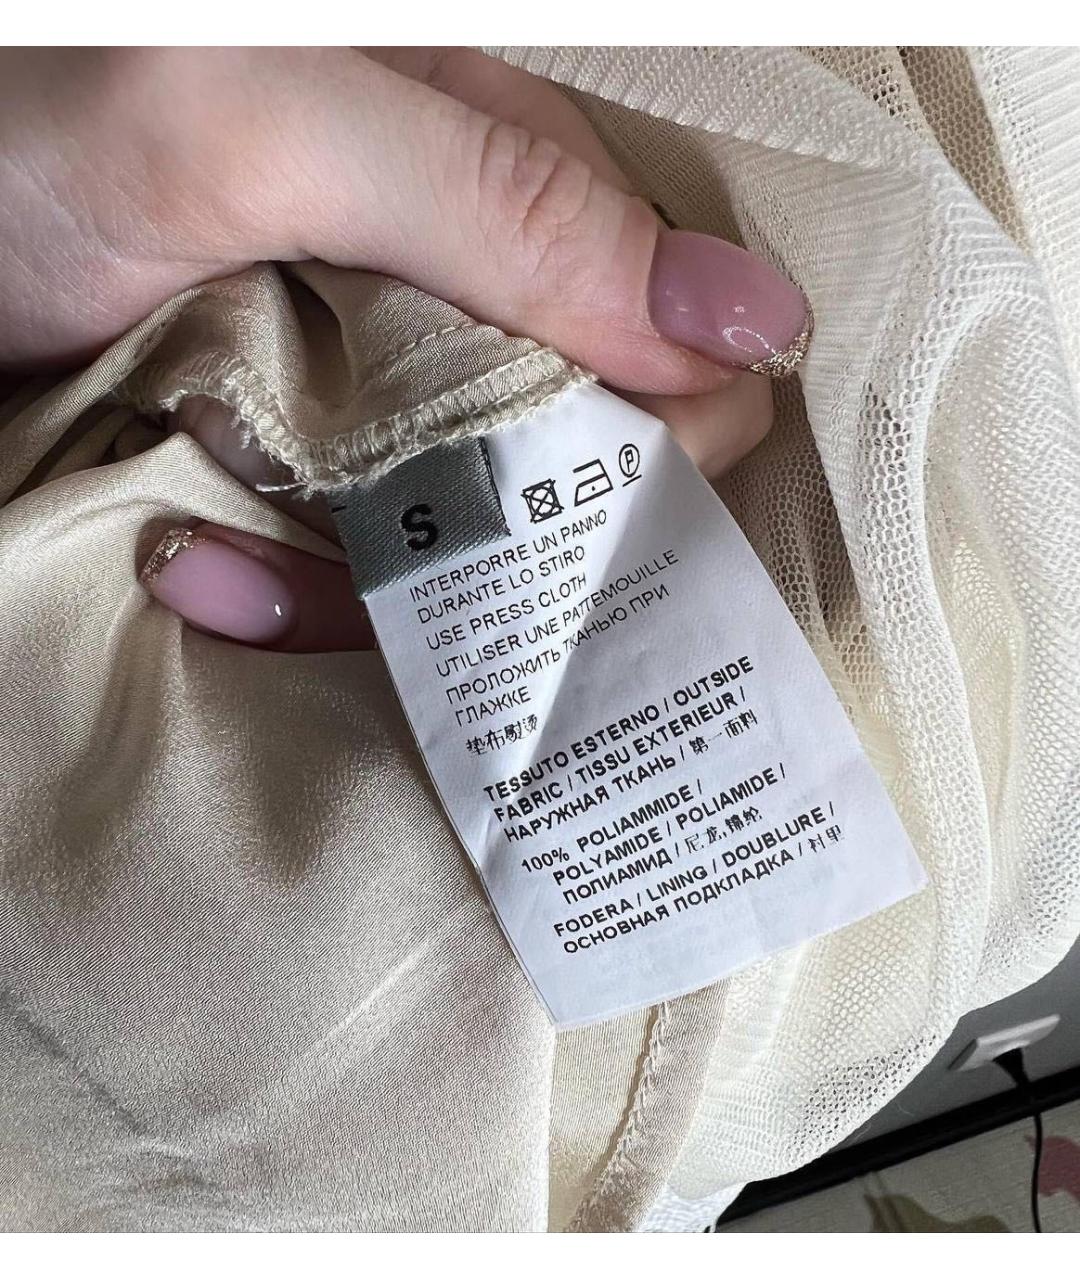 S
P
INTERPORRE UN PANNO
DURANTE LO STIRO
USE PRESS CLOTH
UTILISER UNE PATTEMOUILLE
ПРОЛОЖИТЬ ТКАНЬЮ ПРИ
ГЛАЖКЕ
垫布熨烫
TESSUTO ESTERNO / OUTSIDE
FABRIC / TISSU EXTERIEUR /
НАРУЖНАЯ ТКАНЬ / 第一面料
100% POLIAMMIDE /
POLYAMIDE / POLIAMIDE /
ПОЛИАМИД / 尼龙,锦纶
FODERA / LINING / DOUBLURE /
ОСНОВНАЯ ПОДКЛАДКА / 衬里